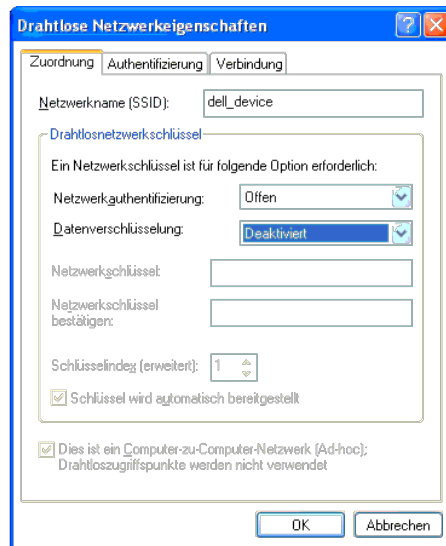 Drahtlose Netzwerkeigenschaften
Zuordnung Authentifizierung Verbindung
Netzwerkname (SSID): dell_device
Drahtlosnetzwerkschlüssel
Ein Netzwerkschlüssel ist für folgende Option erforderlich:
Netzwerkauthentifizierung: Offen
Datenverschlüsselung: Deaktiviert
Netzwerkschlüssel:
Netzwerkschlüssel
bestätigen:
Schlüsselindex (erweitert): 1
Schlüssel wird automatisch bereitgestellt
Dies ist ein Computer-zu-Computer-Netzwerk (Ad-hoc);
Drahtloszugriffspunkte werden nicht verwendet
OK Abbrechen